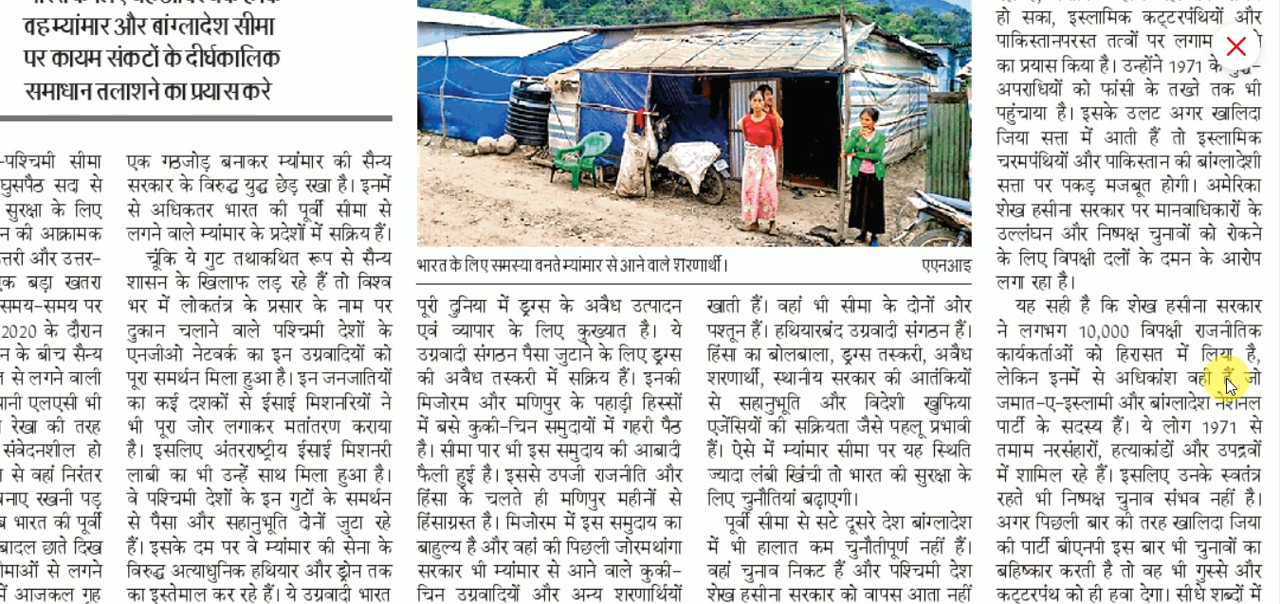 वह म्यांमार और बांग्लादेश सीमा
पर कायम संकटों के दीर्घकालिक
समाधान तलाशने का प्रयास करे
-पश्चिमी सीमा
घुसपैठ सदा से
सुरक्षा के लिए
न की आक्रामक
त्तरी और उत्तर-
एक बड़ा खतरा
समय-समय पर
2020 के दौरान
न के बीच सैन्य
से लगने वाली
एलएसी भी
रेखा की तरह
संवेदनशील हो
से वहां निरंतर
बनाए रखनी पड़
भारत की पूर्वी
बादल छाते दिख
सीमाओं से लगने
में आजकल गृह
एक गठजोड़ बनाकर म्यांमार की सैन्य
सरकार के विरुद्ध युद्ध छेड़ रखा है। इनमें
से अधिकतर भारत की पूर्वी सीमा से
लगने वाले म्यांमार के प्रदेशों में सक्रिय हैं।
चूंकि ये गुट तथाकथित रूप से सैन्य
शासन के खिलाफ लड़ रहे हैं तो विश्व
भर में लोकतंत्र के प्रसार के नाम पर
दुकान चलाने वाले पश्चिमी देशों के
एनजीओ नेटवर्क का इन उग्रवादियों को
पूरा समर्थन मिला हुआ है। इन जनजातियों
का कई दशकों से ईसाई मिशनरियों ने
भी पूरा जोर लगाकर मतांतरण कराया
है। इसलिए अंतरराष्ट्रीय ईसाई मिशनरी
लाबी का भी उन्हें साथ मिला हुआ है।
वे पश्चिमी देशों के इन गुटों के समर्थन
से पैसा और सहानुभूति दोनों जुटा रहे
हैं। इसके दम पर वे म्यांमार की सेना के
विरुद्ध अत्याधुनिक हथियार और ड्रोन तक
का इस्तेमाल कर रहे हैं। ये उग्रवादी भारत
भारत के लिए समस्या बनते म्यांमार से आने वाले शरणार्थी। एएनआइ
पूरी दुनिया में ड्रग्स के अवैध उत्पादन
एवं व्यापार के लिए कुख्यात है। ये
उग्रवादी संगठन पैसा जुटाने के लिए ड्रग्स
की अवैध तस्करी में सक्रिय हैं। इनकी
मिजोरम और मणिपुर के पहाड़ी हिस्सों
में बसे कुकी-चिन समुदायों में गहरी पैठ
है। सीमा पार भी इस समुदाय की आबादी
फैली हुई है। इससे उपजी राजनीति और
हिंसा के चलते ही मणिपुर महीनों से
हिंसाग्रस्त है। मिजोरम में इस समुदाय का
बाहुल्य है और वहां की पिछली जोरमथांगा
सरकार भी म्यांमार से आने वाले कुकी-
चिन उग्रवादियों और अन्य शरणार्थियों
खाती हैं। वहां भी सीमा के दोनों ओर
पश्तून हैं। हथियारबंद उग्रवादी संगठन हैं।
हिंसा का बोलबाला, ड्रग्स तस्करी, अवैध
शरणार्थी, स्थानीय सरकार की आतंकियों
से सहानुभूति और विदेशी खुफिया
एजेंसियों की सक्रियता जैसे पहलू प्रभावी
हैं। ऐसे में म्यांमार सीमा पर यह स्थिति
ज्यादा लंबी खिंची तो भारत की सुरक्षा के
लिए चुनौतियां बढ़ाएगी।
पूर्वी सीमा से सटे दूसरे देश बांग्लादेश
में भी हालात कम चुनौतीपूर्ण नहीं हैं।
वहां चुनाव निकट हैं और पश्चिमी देश
शेख हसीना सरकार को वापस आता नहीं
हो सका, इस्लामिक कट्टरपंथियों और
पाकिस्तानपरस्त तत्वों पर लगाम
का प्रयास किया है। उन्होंने 1971 के युद्ध-
अपराधियों को फांसी के तख्ते तक भी
पहुंचाया है। इसके उलट अगर खालिदा
जिया सत्ता में आती हैं तो इस्लामिक
चरमपंथियों और पाकिस्तान की बांग्लादेशी
सत्ता पर पकड़ मजबूत होगी। अमेरिका
शेख हसीना सरकार पर मानवाधिकारों के
उल्लंघन और निष्पक्ष चुनावों को रोकने
के लिए विपक्षी दलों के दमन के आरोप
लगा रहा है।
यह सही है कि शेख हसीना सरकार
ने लगभग 10,000 विपक्षी राजनीतिक
कार्यकर्ताओं को हिरासत में लिया है,
लेकिन इनमें से अधिकांश वही हैं जो
जमात-ए-इस्लामी और बांग्लादेश नेशनल
पार्टी के सदस्य हैं। ये लोग 1971 से
तमाम नरसंहारों, हत्याकांडों और उपद्रवों
में शामिल रहे हैं। इसलिए उनके स्वतंत्र
रहते भी निष्पक्ष चुनाव संभव नहीं है।
अगर पिछली बार की तरह खालिदा जिया
की पार्टी बीएनपी इस बार भी चुनावों का
बहिष्कार करती है तो वह भी गुस्से और
कट्टरपंथ को ही हवा देगा। सीधे शब्दों में